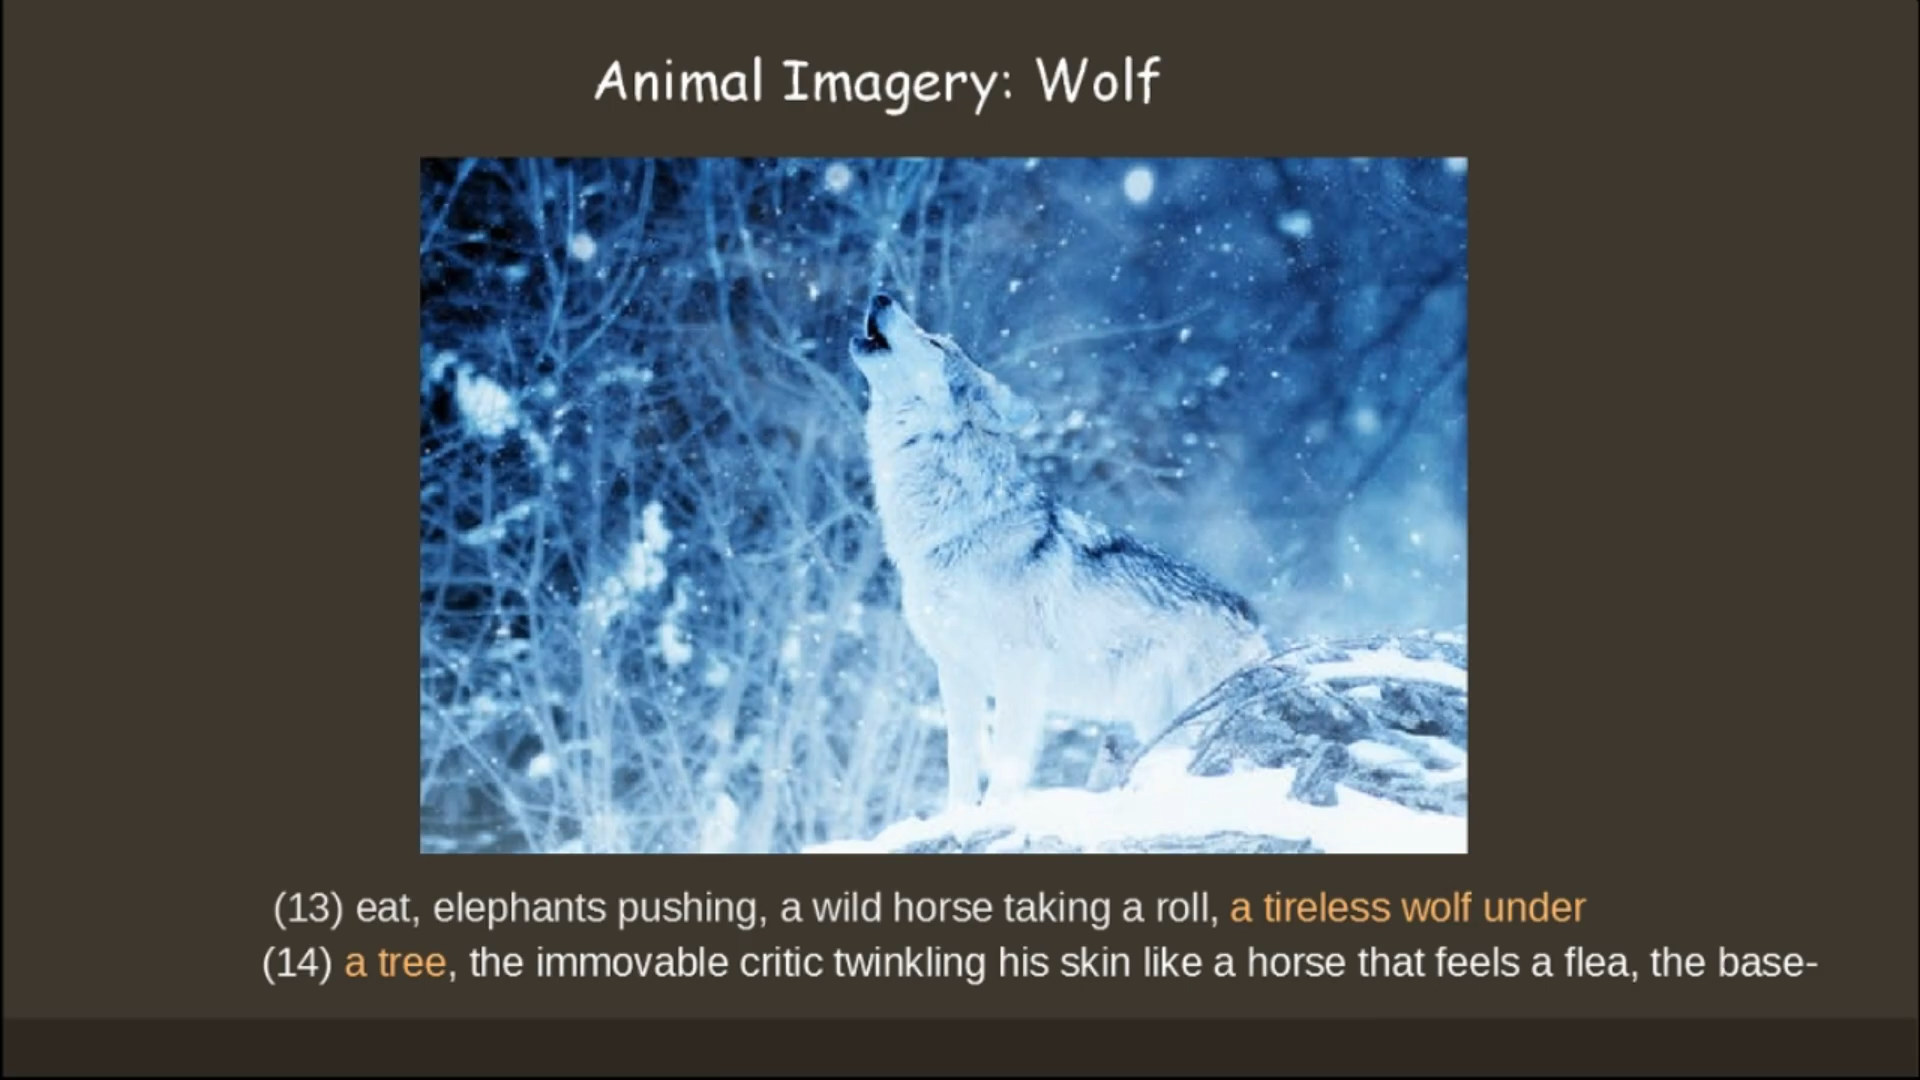 Animal Imagery: Wolf
(13) eat, elephants pushing, a wild horse taking a roll, a tireless wolf under
(14) a tree, the immovable critic twinkling his skin like a horse that feels a flea, the base-